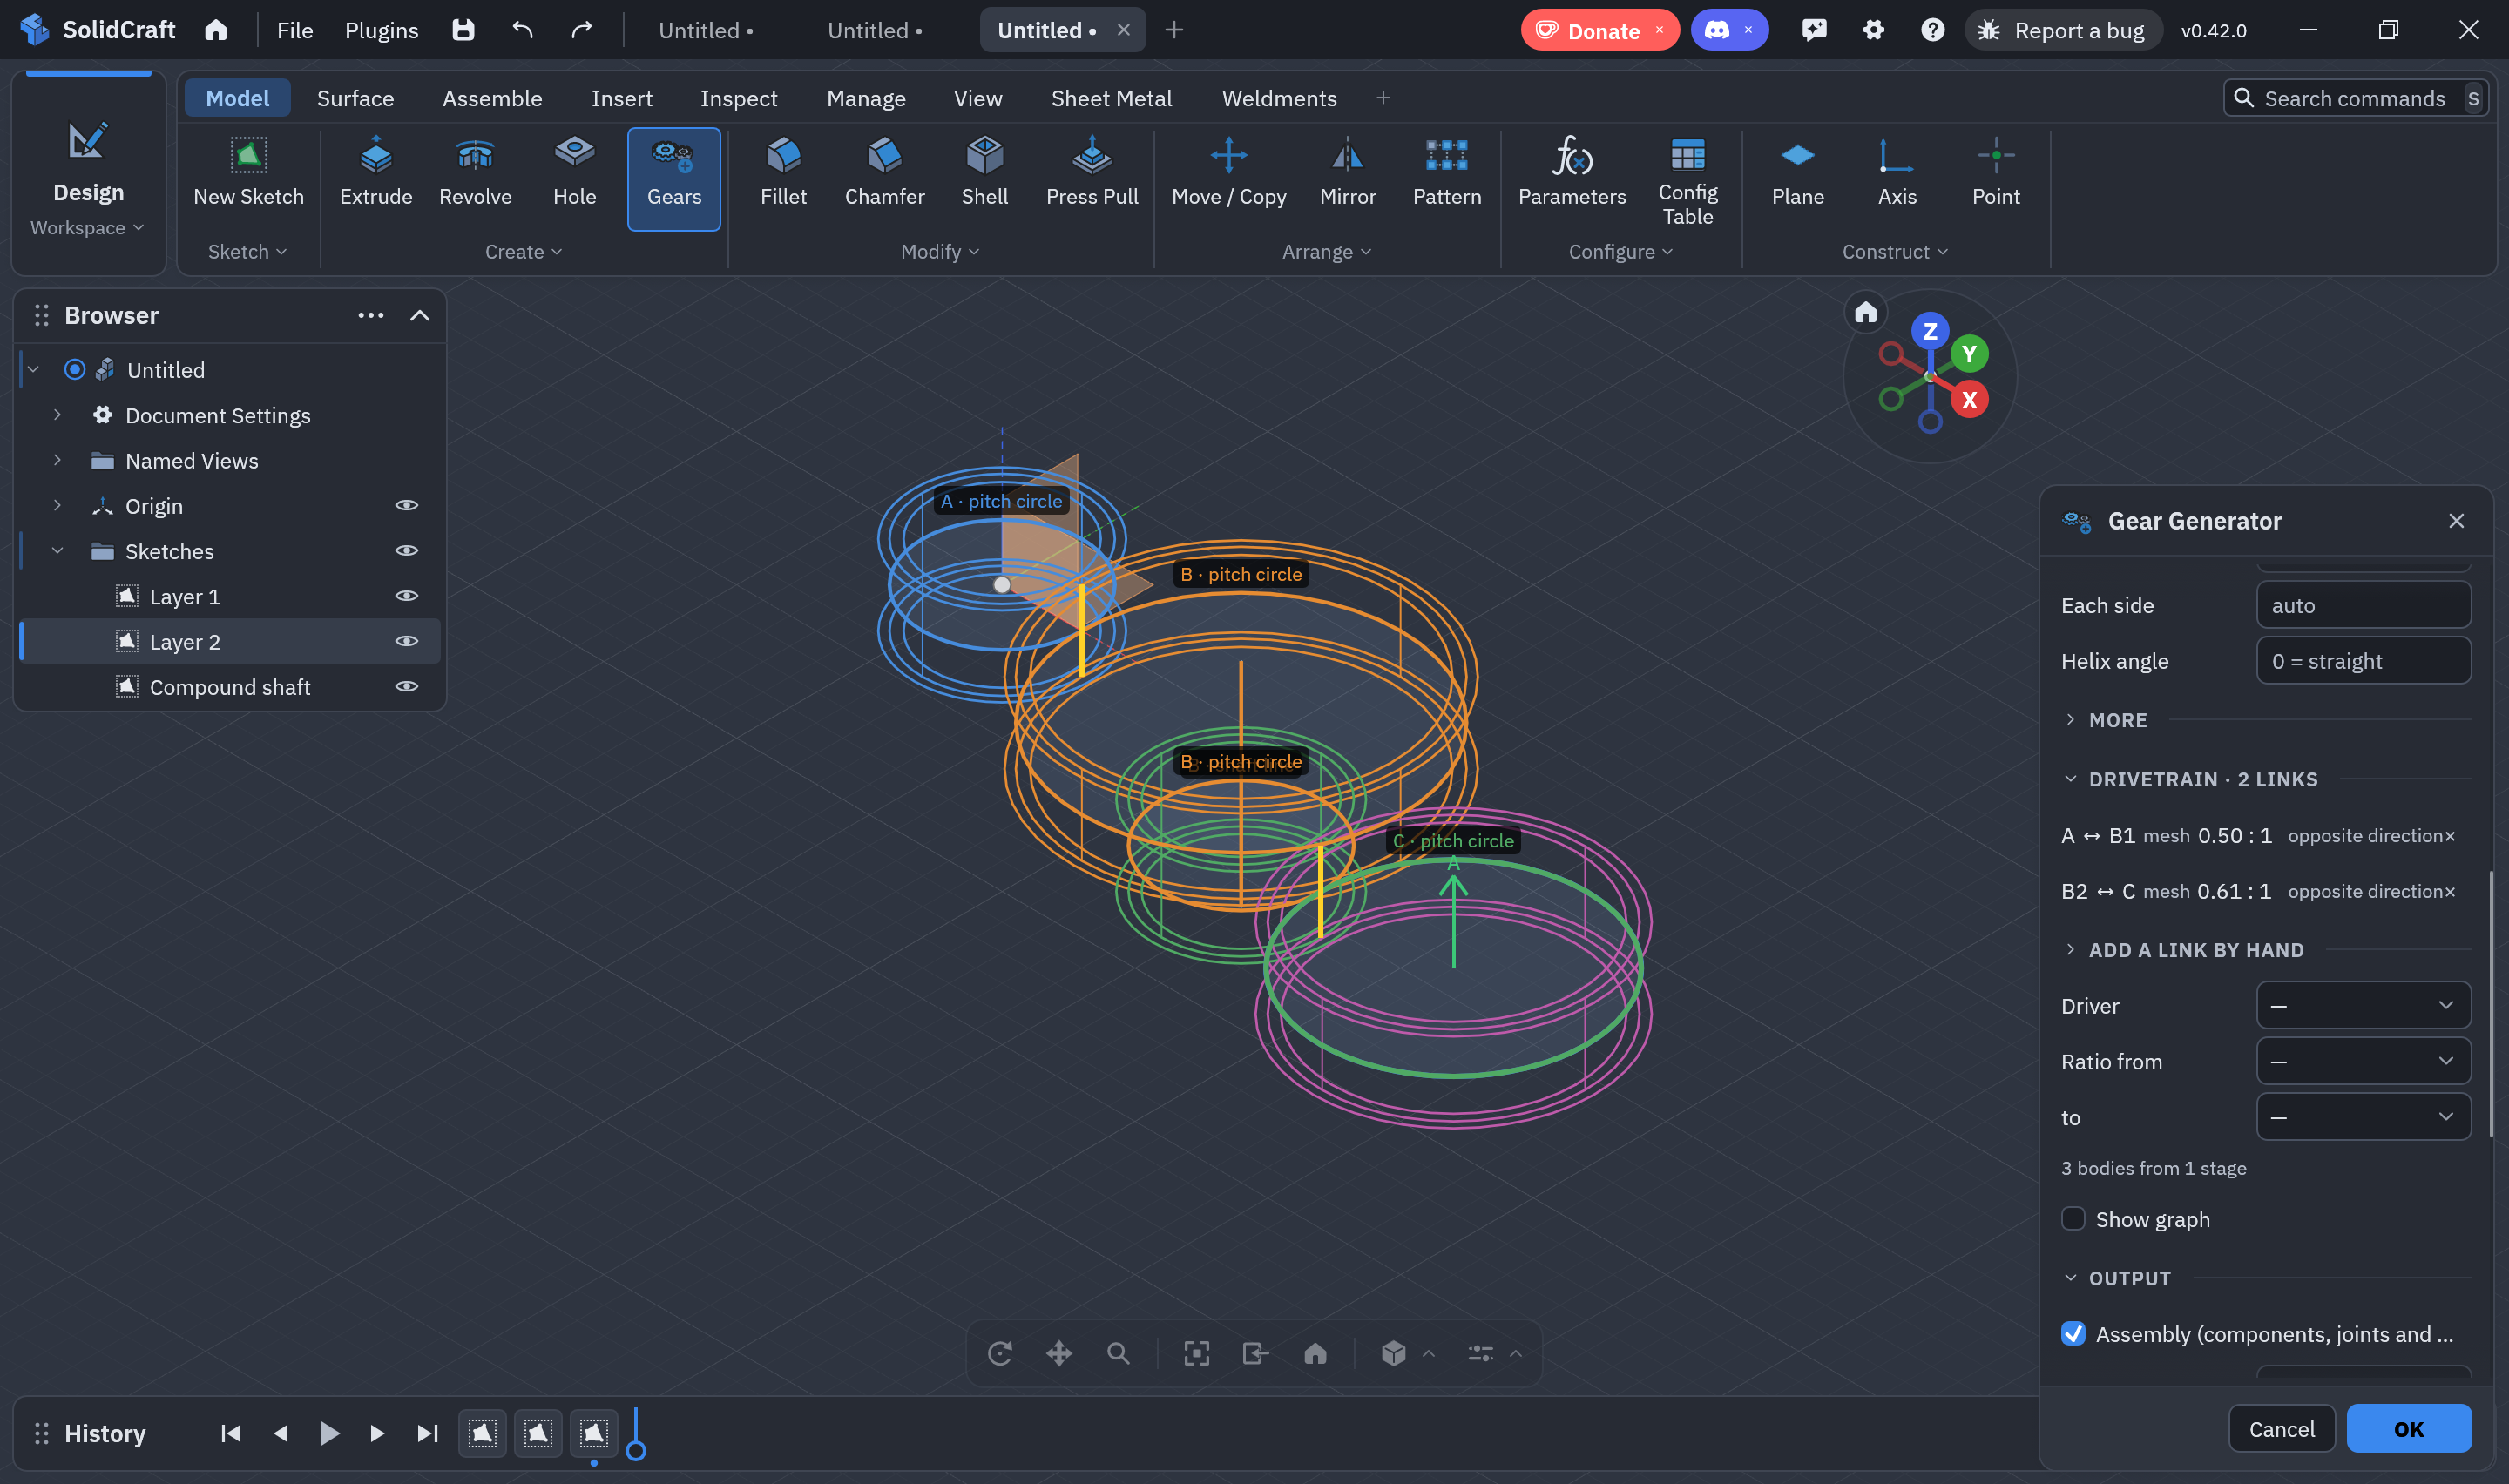 SolidCraft
File
Plugins
Untitled •
Untitled •
Untitled •
Donate ×
×
Report a bug
v0.42.0
Design
Workspace
Model
Surface
Assemble
Insert
Inspect
Manage
View
Sheet Metal
Weldments
Search commands
S
New Sketch
Extrude
Revolve
Hole
Gears
Fillet
Chamfer
Shell
Press Pull
Move / Copy
Mirror
Pattern
Parameters
Config
Table
Plane
Axis
Point
Sketch
Create
Modify
Arrange
Configure
Construct
Browser
Untitled
Document Settings
Named Views
Origin
Sketches
Layer 1
Layer 2
Compound shaft
Z
Y
X
A · pitch circle
B · pitch circle
B · pitch circle
C · pitch circle
A
Gear Generator
Each side
auto
Helix angle
0 = straight
MORE
DRIVETRAIN · 2 LINKS
A ↔ B1 mesh 0.50 : 1 opposite direction×
B2 ↔ C mesh 0.61 : 1 opposite direction×
ADD A LINK BY HAND
Driver
—
Ratio from
—
to
—
3 bodies from 1 stage
Show graph
OUTPUT
Assembly (components, joints and ...
Cancel
OK
History